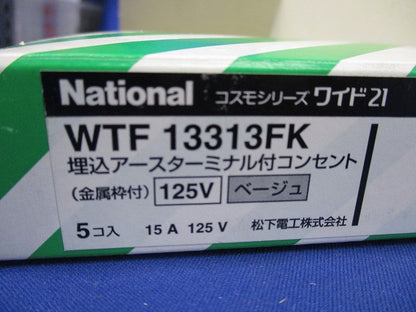 National コスモシリーズ ワイド21
WTF 13313FK
埋込アースターミナル付コンセント
(金属枠付) 125V ベージュ
5コ入 15A 125V 松下電工株式会社